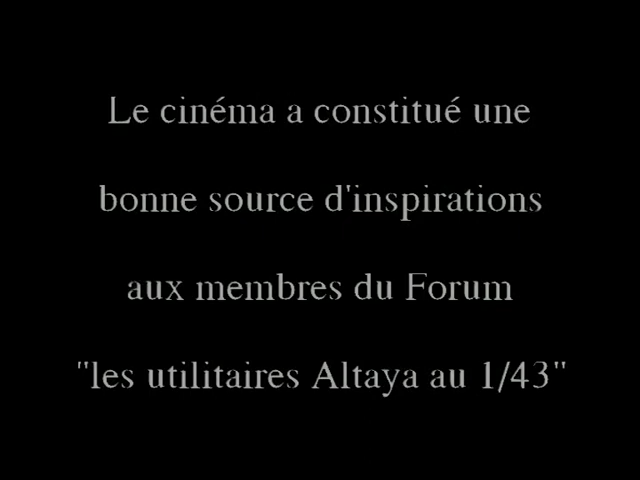 Le cinéma a constitué une
bonne source d'inspirations
aux membres du Forum
"les utilitaires Altaya au 1/43"